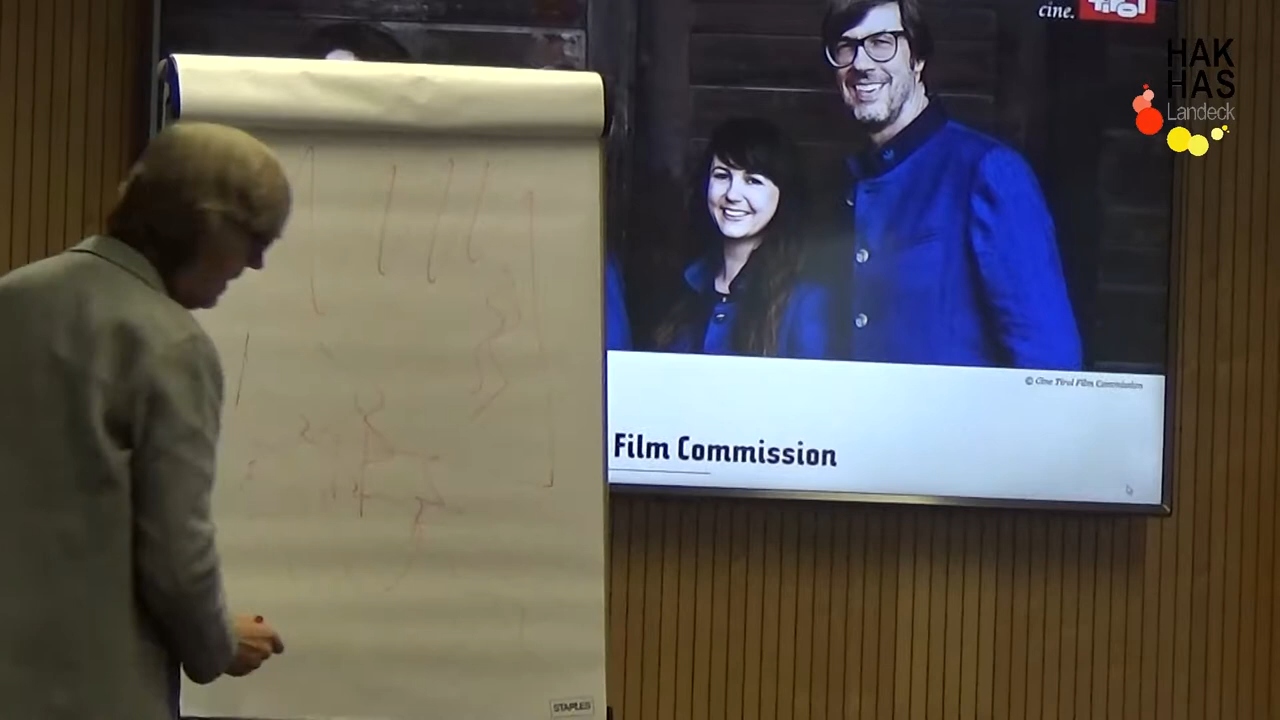 cine.
tirol
HAK
HAS
Landeck
© Cine Tirol Film Commission
Film Commission
STAPLES